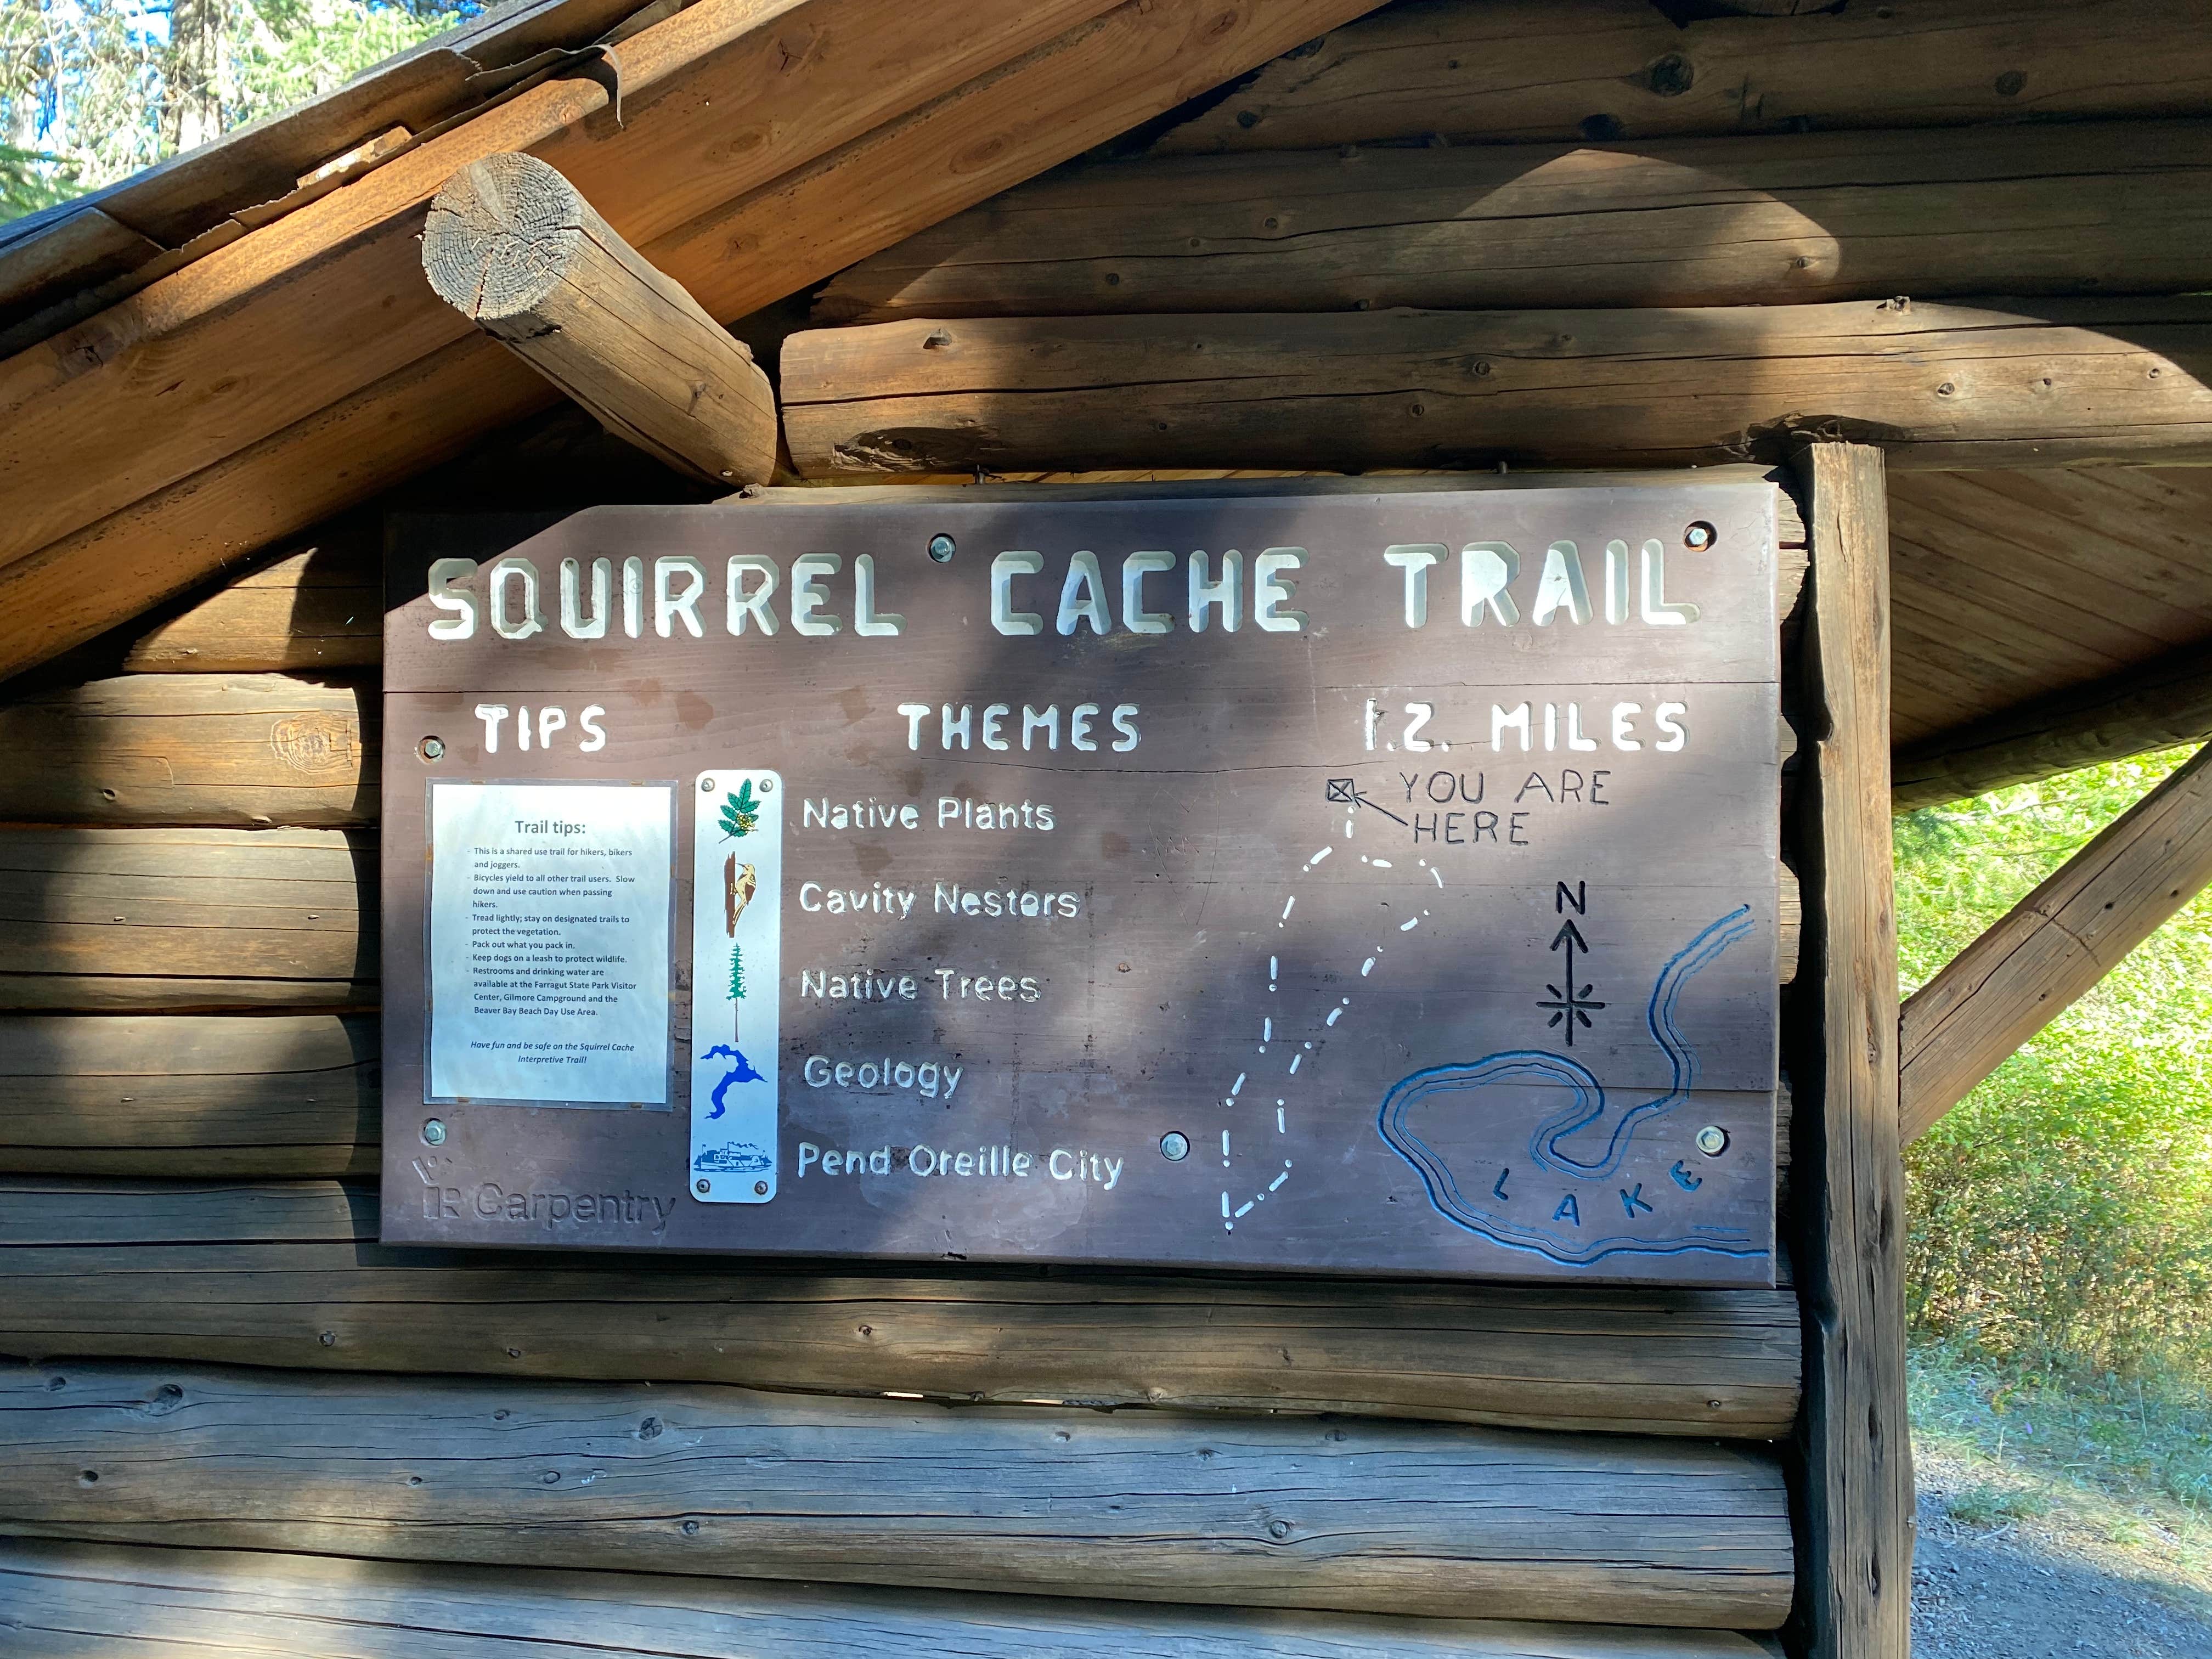 SQUIRREL CACHE TRAIL
TIPS
Trail tips:
- This is a shared use trail for hikers, bikers
and joggers.
- Bicycles yield to all other trail users. Slow
down and use caution when passing
hikers.
- Tread lightly; stay on designated trails to
protect the vegetation.
- Pack out what you pack in.
- Keep dogs on a leash to protect wildlife.
- Restrooms and drinking water are
available at the Farragut State Park Visitor
Center, Gilmore Campground and the
Beaver Bay Beach Day Use Area.
Have fun and be safe on the Squirrel Cache
Interpretive Trail!
Carpentry
THEMES
Native Plants
Cavity Nesters
Native Trees
Geology
Pend Oreille City
1.2. MILES
YOU ARE
HERE
N
LAKE